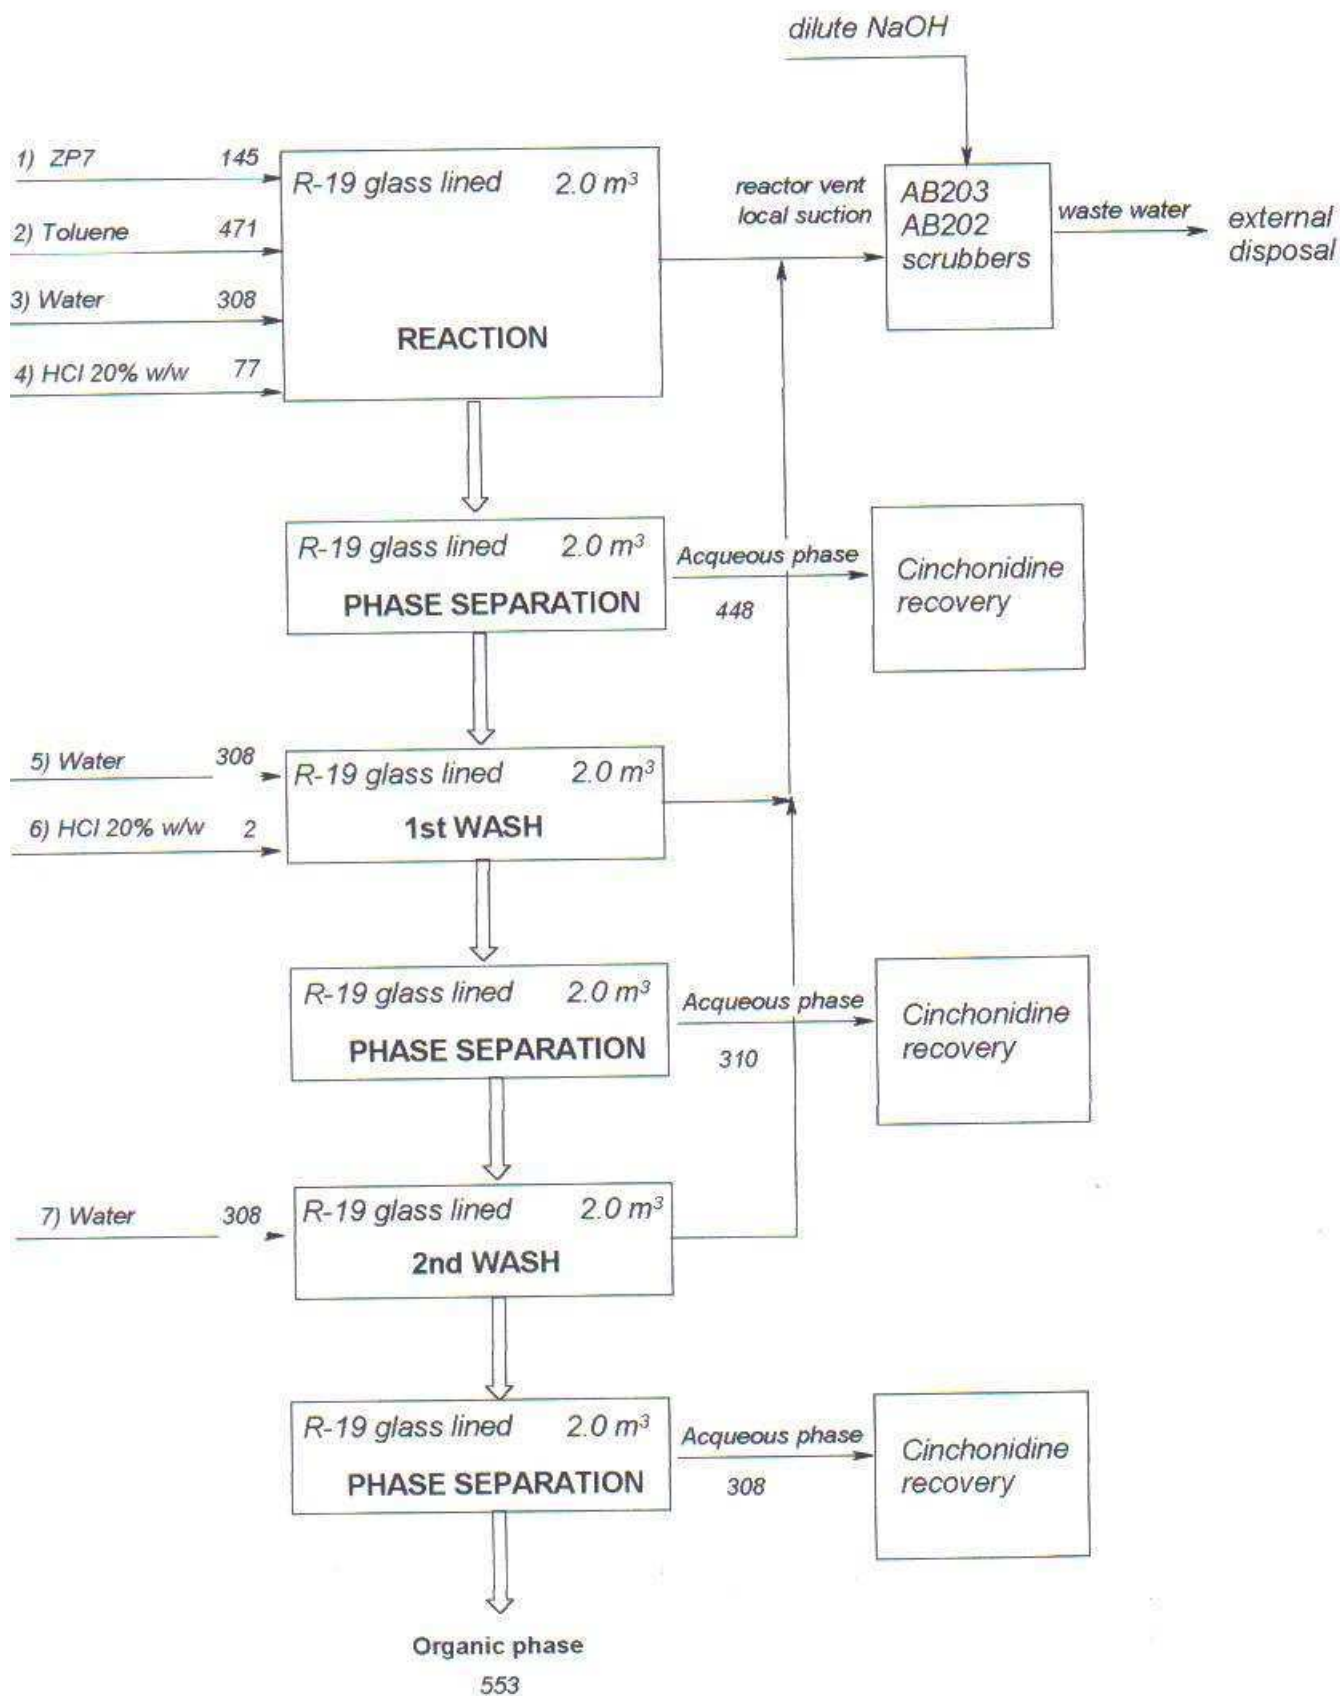 dilute NaOH
1) ZP7 145
2) Toluene 471
3) Water 308
4) HCl 20% w/w 77
R-19 glass lined 2.0 m³
REACTION
reactor vent
local suction
AB203
AB202
scrubbers
waste water
external
disposal
R-19 glass lined 2.0 m³
PHASE SEPARATION
Acqueous phase
448
Cinchonidine
recovery
5) Water 308
6) HCl 20% w/w 2
R-19 glass lined 2.0 m³
1st WASH
R-19 glass lined 2.0 m³
PHASE SEPARATION
Acqueous phase
310
Cinchonidine
recovery
7) Water 308
R-19 glass lined 2.0 m³
2nd WASH
R-19 glass lined 2.0 m³
PHASE SEPARATION
Acqueous phase
308
Cinchonidine
recovery
Organic phase
553